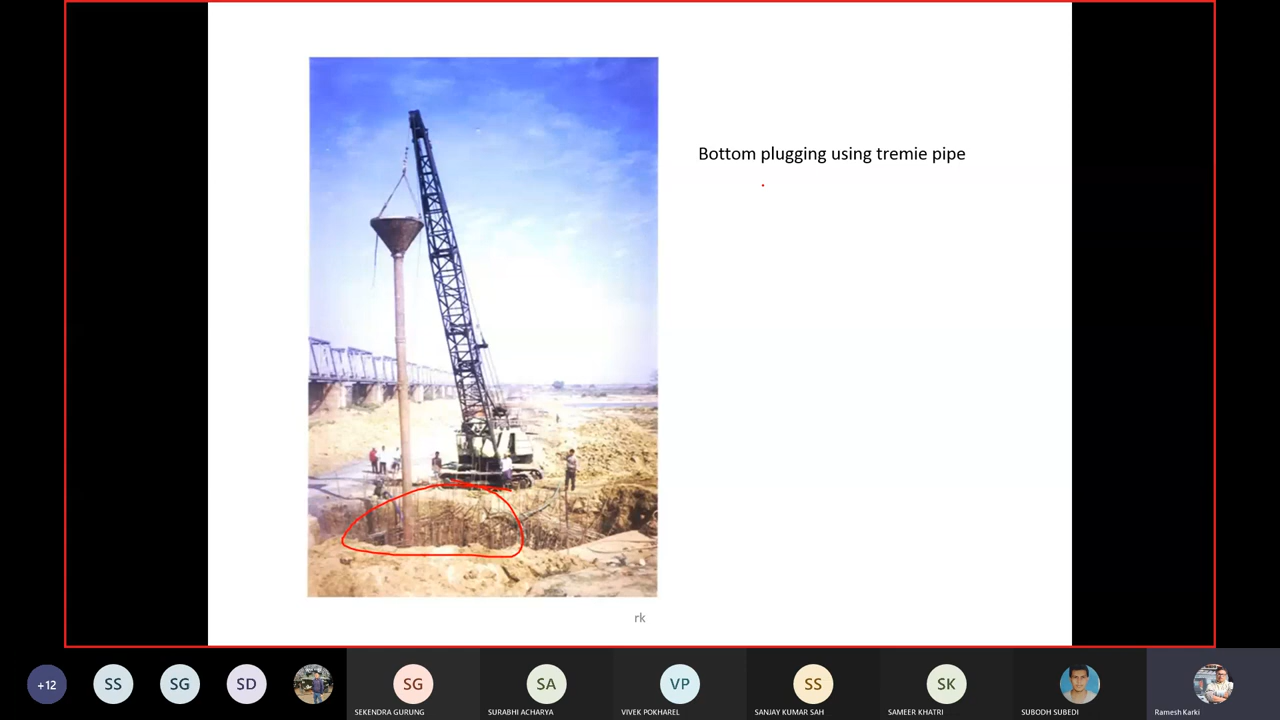 Bottom plugging using tremie pipe
rk
+12
SS
SG
SD
SG
SEKENDRA GURUNG
SA
SURABHI ACHARYA
VP
VIVEK POKHAREL
SS
SANJAY KUMAR SAH
SK
SAMEER KHATRI
SUBODH SUBEDI
Ramesh Karki